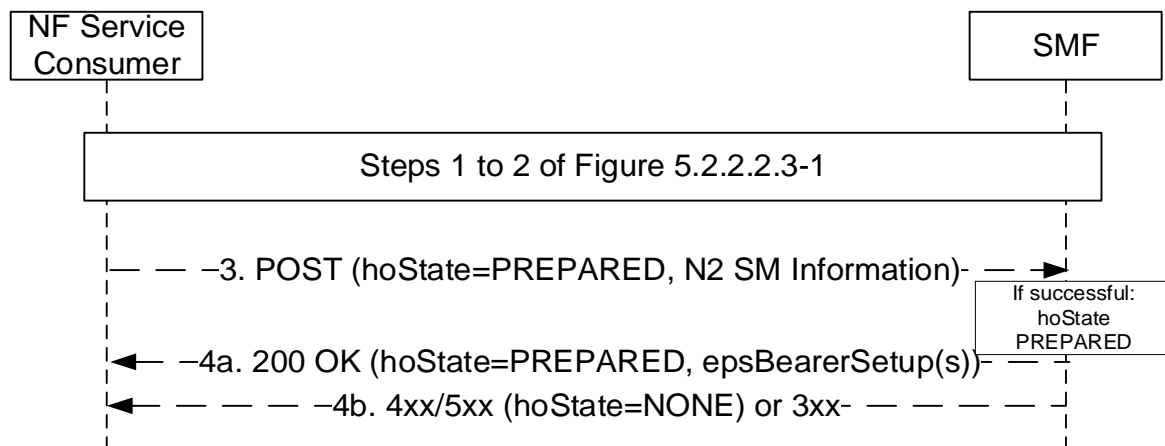 NF Service
Consumer
SMF
Steps 1 to 2 of Figure 5.2.2.2.3-1
3. POST (hoState=PREPARED, N2 SM Information)
If successful:
hoState
PREPARED
4a. 200 OK (hoState=PREPARED, epsBearerSetup(s))
4b. 4xx/5xx (hoState=NONE) or 3xx